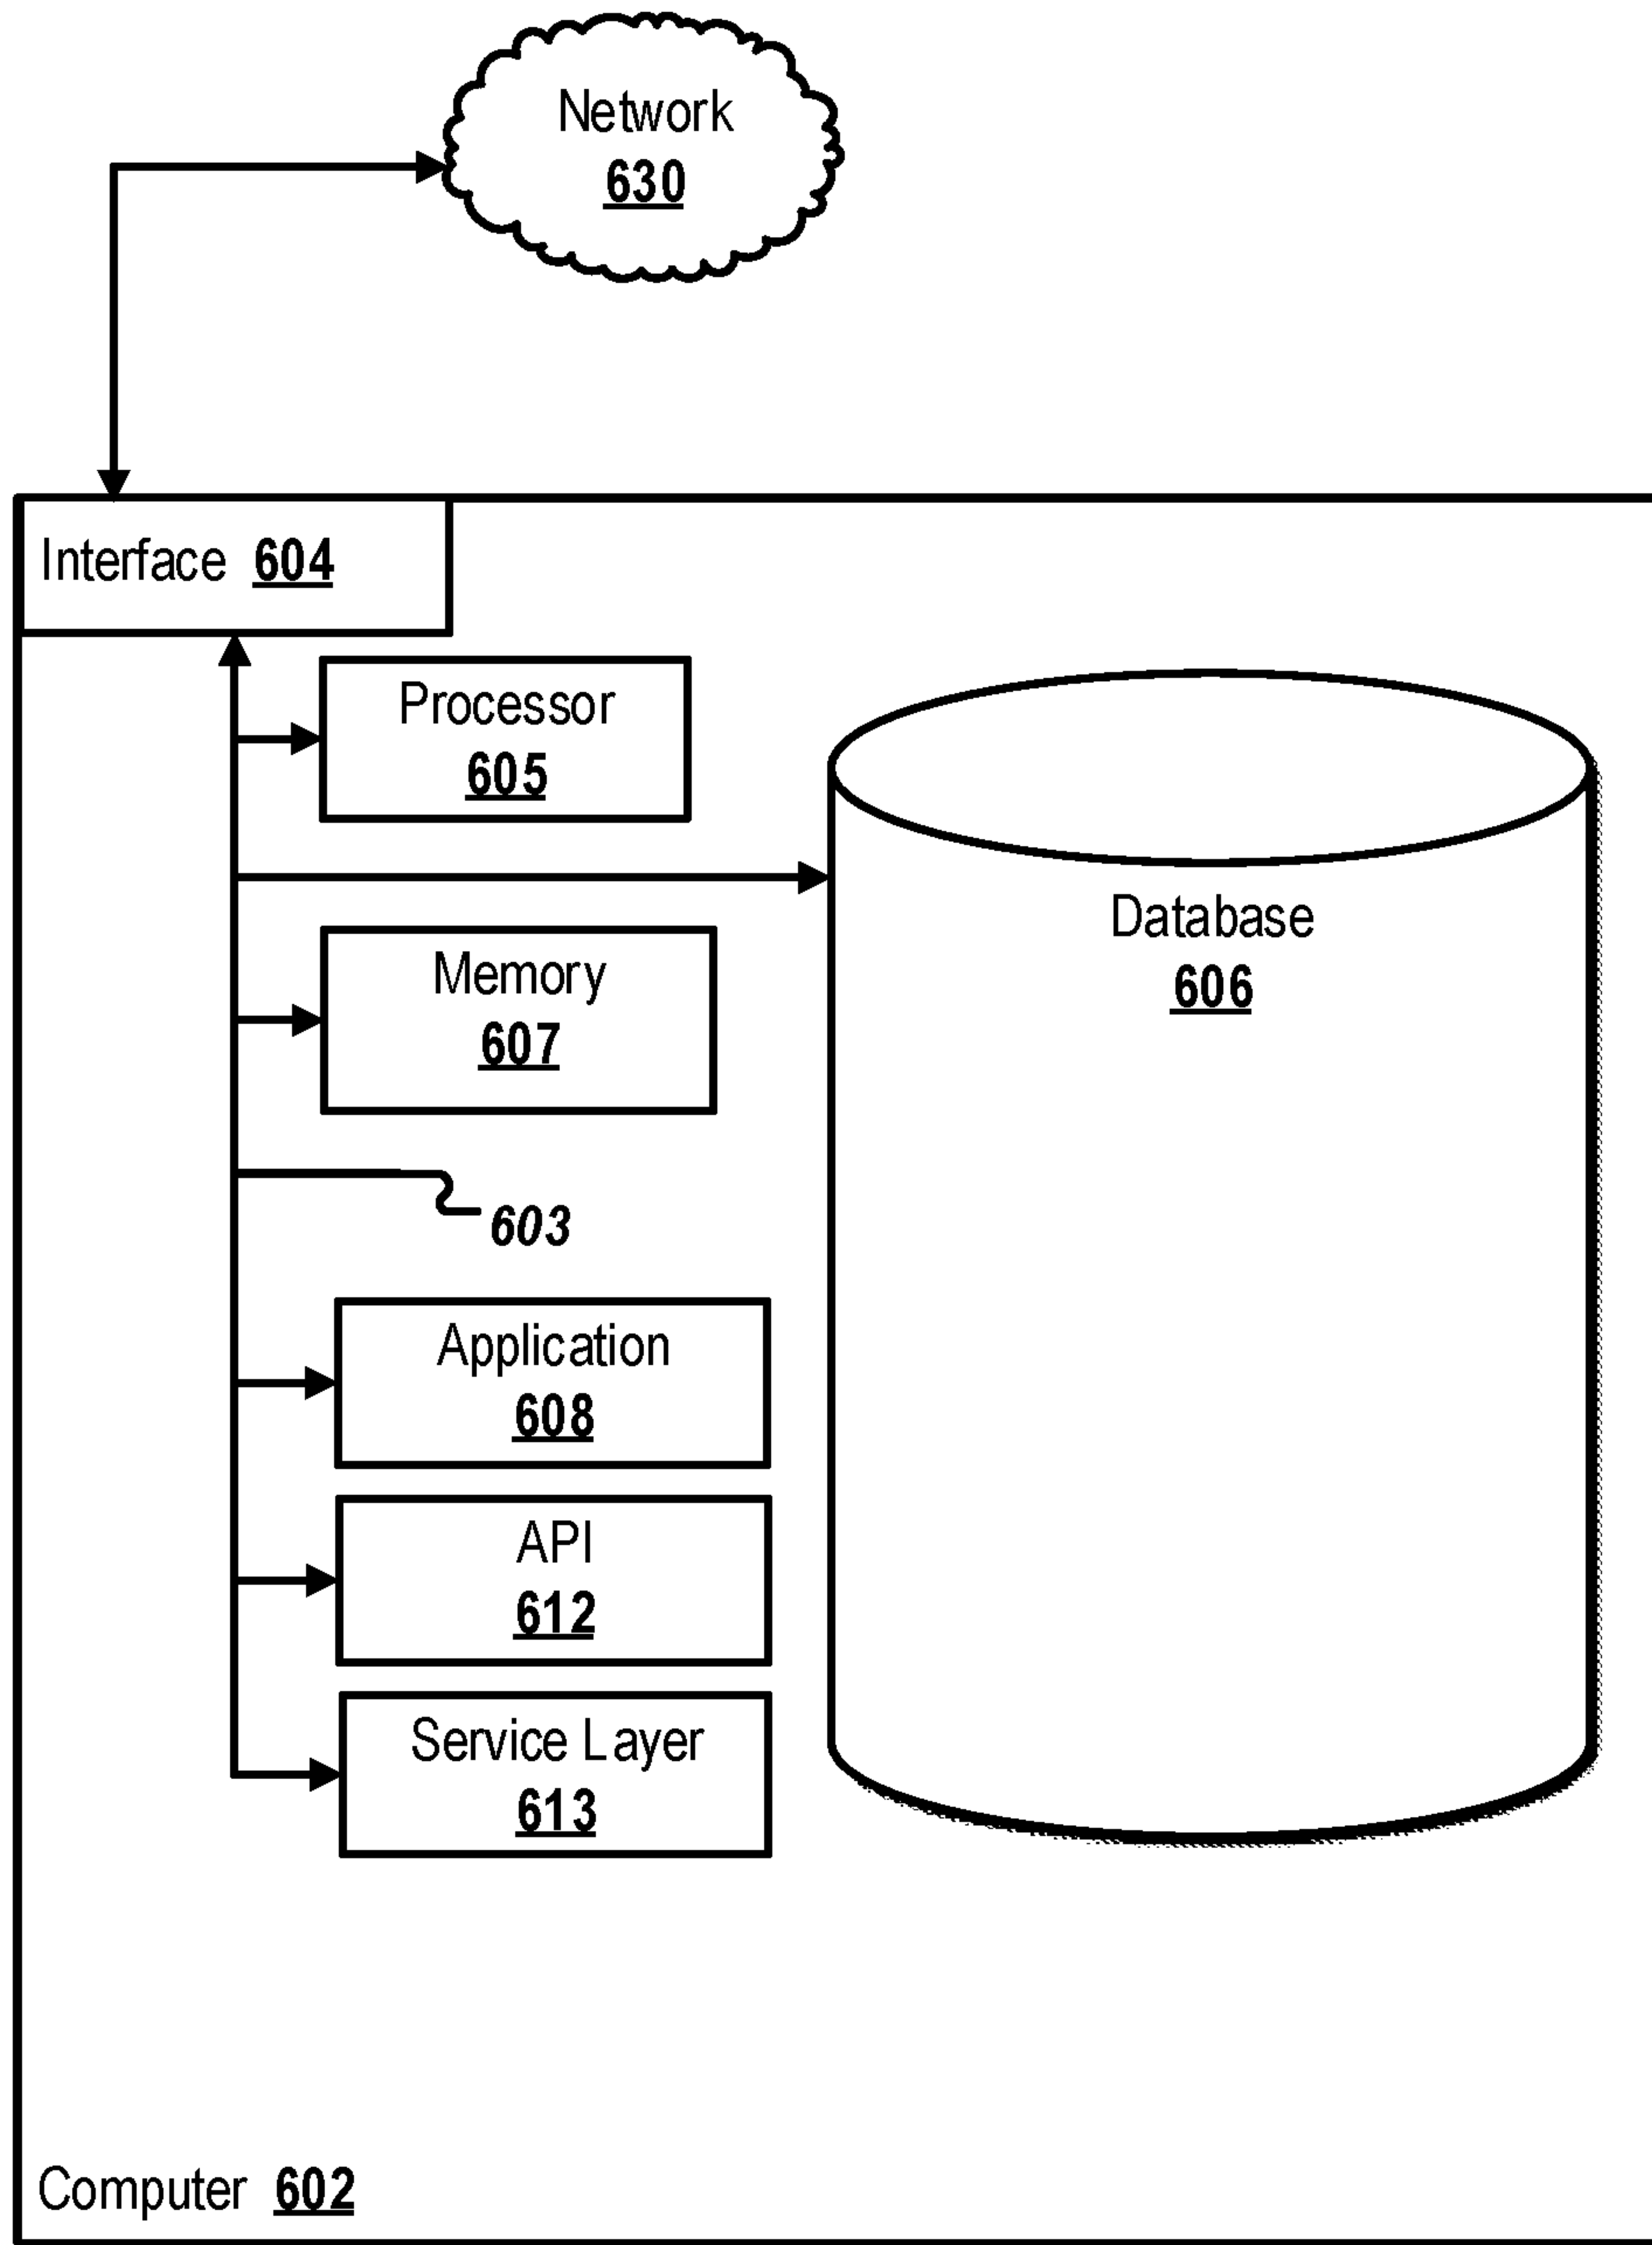 Network
630
Interface 604
Processor
605
Database
606
Memory
607
603
Application
608
API
612
Service Layer
613
Computer 602